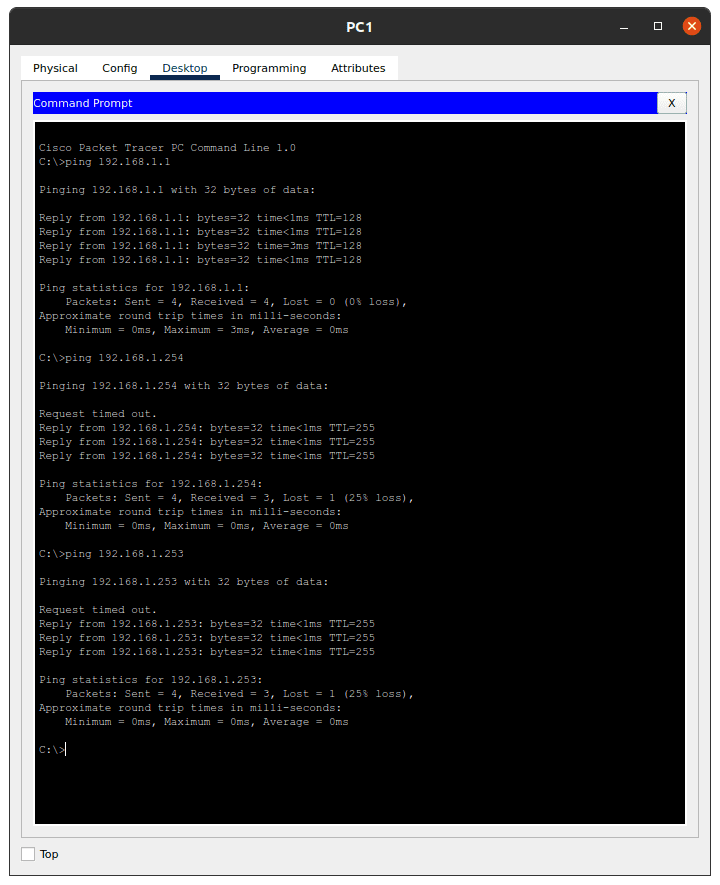 PC1
Physical Config Desktop Programming Attributes
Command Prompt X
Cisco Packet Tracer PC Command Line 1.0
C:\>ping 192.168.1.1
Pinging 192.168.1.1 with 32 bytes of data:
Reply from 192.168.1.1: bytes=32 time<1ms TTL=128
Reply from 192.168.1.1: bytes=32 time<1ms TTL=128
Reply from 192.168.1.1: bytes=32 time=3ms TTL=128
Reply from 192.168.1.1: bytes=32 time<1ms TTL=128
Ping statistics for 192.168.1.1:
Packets: Sent = 4, Received = 4, Lost = 0 (0% loss),
Approximate round trip times in milli-seconds:
Minimum = 0ms, Maximum = 3ms, Average = 0ms
C:\>ping 192.168.1.254
Pinging 192.168.1.254 with 32 bytes of data:
Request timed out.
Reply from 192.168.1.254: bytes=32 time<1ms TTL=255
Reply from 192.168.1.254: bytes=32 time<1ms TTL=255
Reply from 192.168.1.254: bytes=32 time<1ms TTL=255
Ping statistics for 192.168.1.254:
Packets: Sent = 4, Received = 3, Lost = 1 (25% loss),
Approximate round trip times in milli-seconds:
Minimum = 0ms, Maximum = 0ms, Average = 0ms
C:\>ping 192.168.1.253
Pinging 192.168.1.253 with 32 bytes of data:
Request timed out.
Reply from 192.168.1.253: bytes=32 time<1ms TTL=255
Reply from 192.168.1.253: bytes=32 time<1ms TTL=255
Reply from 192.168.1.253: bytes=32 time<1ms TTL=255
Ping statistics for 192.168.1.253:
Packets: Sent = 4, Received = 3, Lost = 1 (25% loss),
Approximate round trip times in milli-seconds:
Minimum = 0ms, Maximum = 0ms, Average = 0ms
C:\>
Top